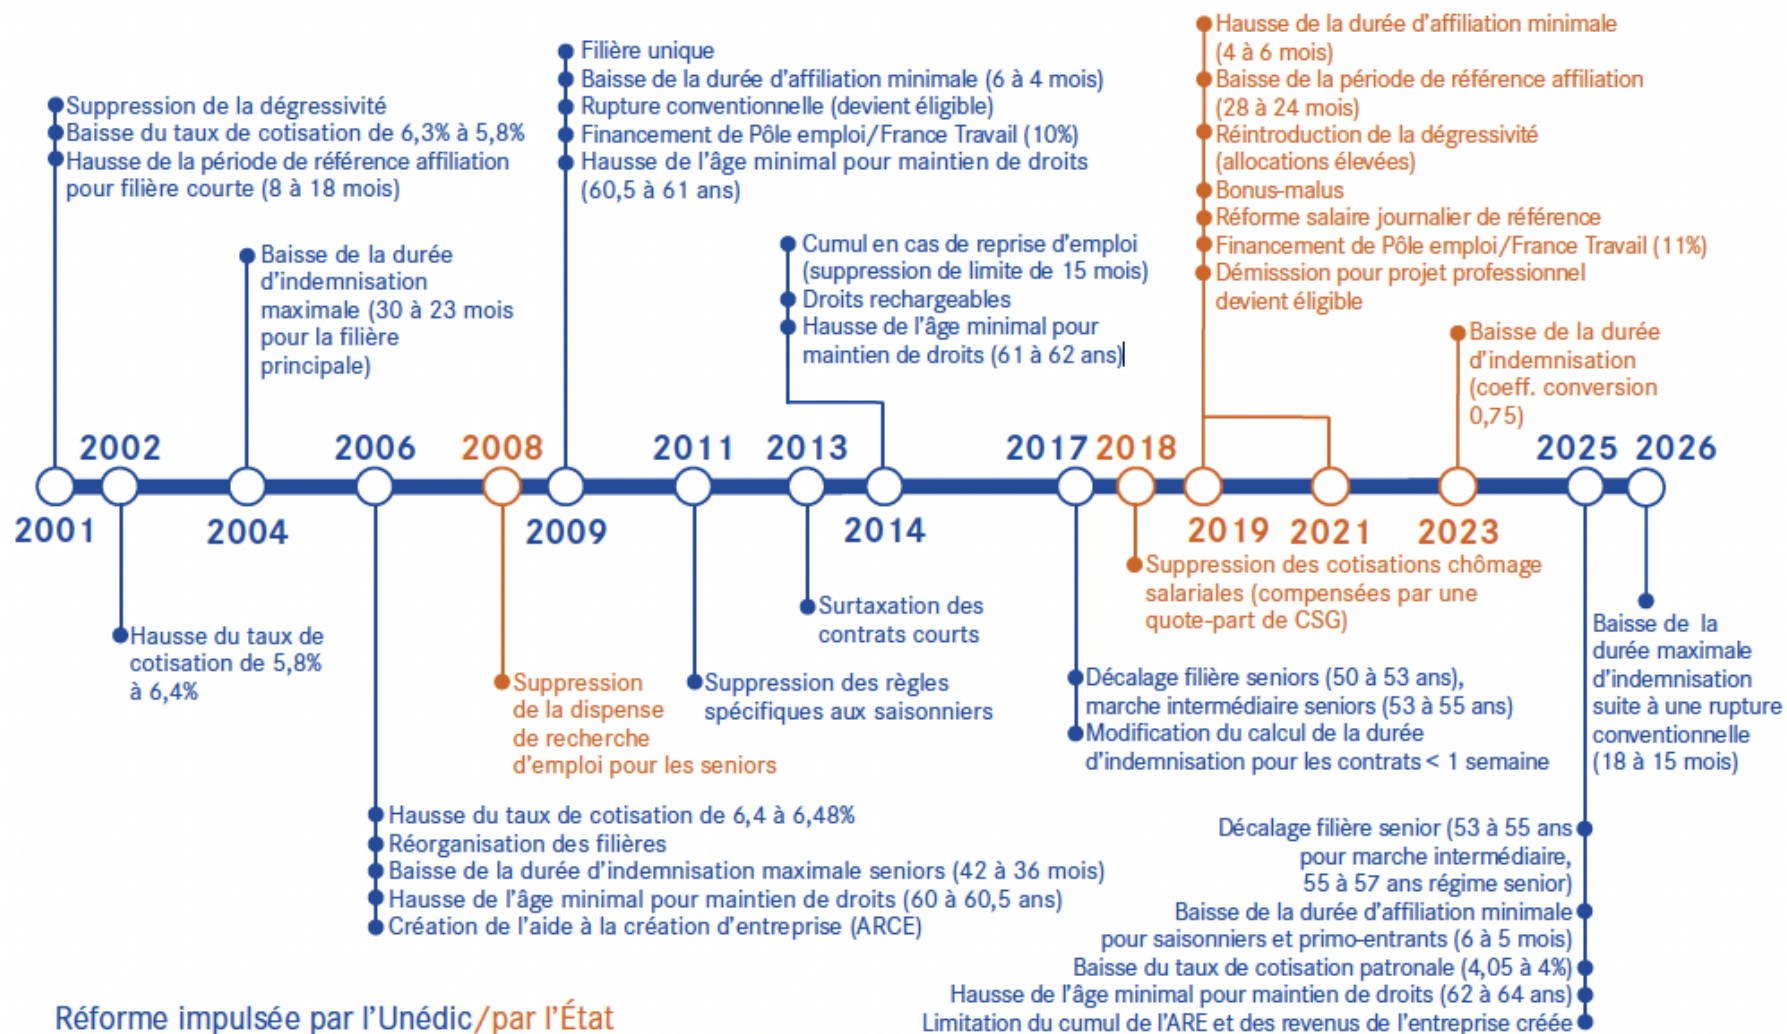 Suppression de la dégressivité
Baisse du taux de cotisation de 6,3% à 5,8%
Hausse de la période de référence affiliation
pour filière courte (8 à 18 mois)
Baisse de la durée
d'indemnisation
maximale (30 à 23 mois
pour la filière
principale)
Filière unique
Baisse de la durée d'affiliation minimale (6 à 4 mois)
Rupture conventionnelle (devient éligible)
Financement de Pôle emploi/France Travail (10%)
Hausse de l'âge minimal pour maintien de droits
(60,5 à 61 ans)
Cumul en cas de reprise d'emploi
(suppression de limite de 15 mois)
Droits rechargeables
Hausse de l'âge minimal pour
maintien de droits (61 à 62 ans)
Hausse de la durée d'affiliation minimale
(4 à 6 mois)
Baisse de la période de référence affiliation
(28 à 24 mois)
Réintroduction de la dégressivité
(allocations élevées)
Bonus-malus
Réforme salaire journalier de référence
Financement de Pôle emploi/France Travail (11%)
Démisssion pour projet professionnel
devient éligible
Baisse de la durée
d'indemnisation
(coeff. conversion
0,75)
2002 2006 2008 2011 2013 2017 2018 2025 2026
2001 2004 2009 2014 2019 2021 2023
Hausse du taux de
cotisation de 5,8%
à 6,4%
Suppression
de la dispense
de recherche
d'emploi pour les seniors
Suppression des règles
spécifiques aux saisonniers
Surtaxation des
contrats courts
Suppression des cotisations chômage
salariales (compensées par une
quote-part de CSG)
Décalage filière seniors (50 à 53 ans),
marche intermédiaire seniors (53 à 55 ans)
Modification du calcul de la durée
d'indemnisation pour les contrats < 1 semaine
Baisse de la
durée maximale
d'indemnisation
suite à une rupture
conventionnelle
(18 à 15 mois)
Hausse du taux de cotisation de 6,4 à 6,48%
Réorganisation des filières
Baisse de la durée d'indemnisation maximale seniors (42 à 36 mois)
Hausse de l'âge minimal pour maintien de droits (60 à 60,5 ans)
Création de l'aide à la création d'entreprise (ARCE)
Décalage filière senior (53 à 55 ans
pour marche intermédiaire,
55 à 57 ans régime senior)
Baisse de la durée d'affiliation minimale
pour saisonniers et primo-entrants (6 à 5 mois)
Baisse du taux de cotisation patronale (4,05 à 4%)
Hausse de l'âge minimal pour maintien de droits (62 à 64 ans)
Limitation du cumul de l'ARE et des revenus de l'entreprise créée
Réforme impulsée par l'Unédic/par l'État